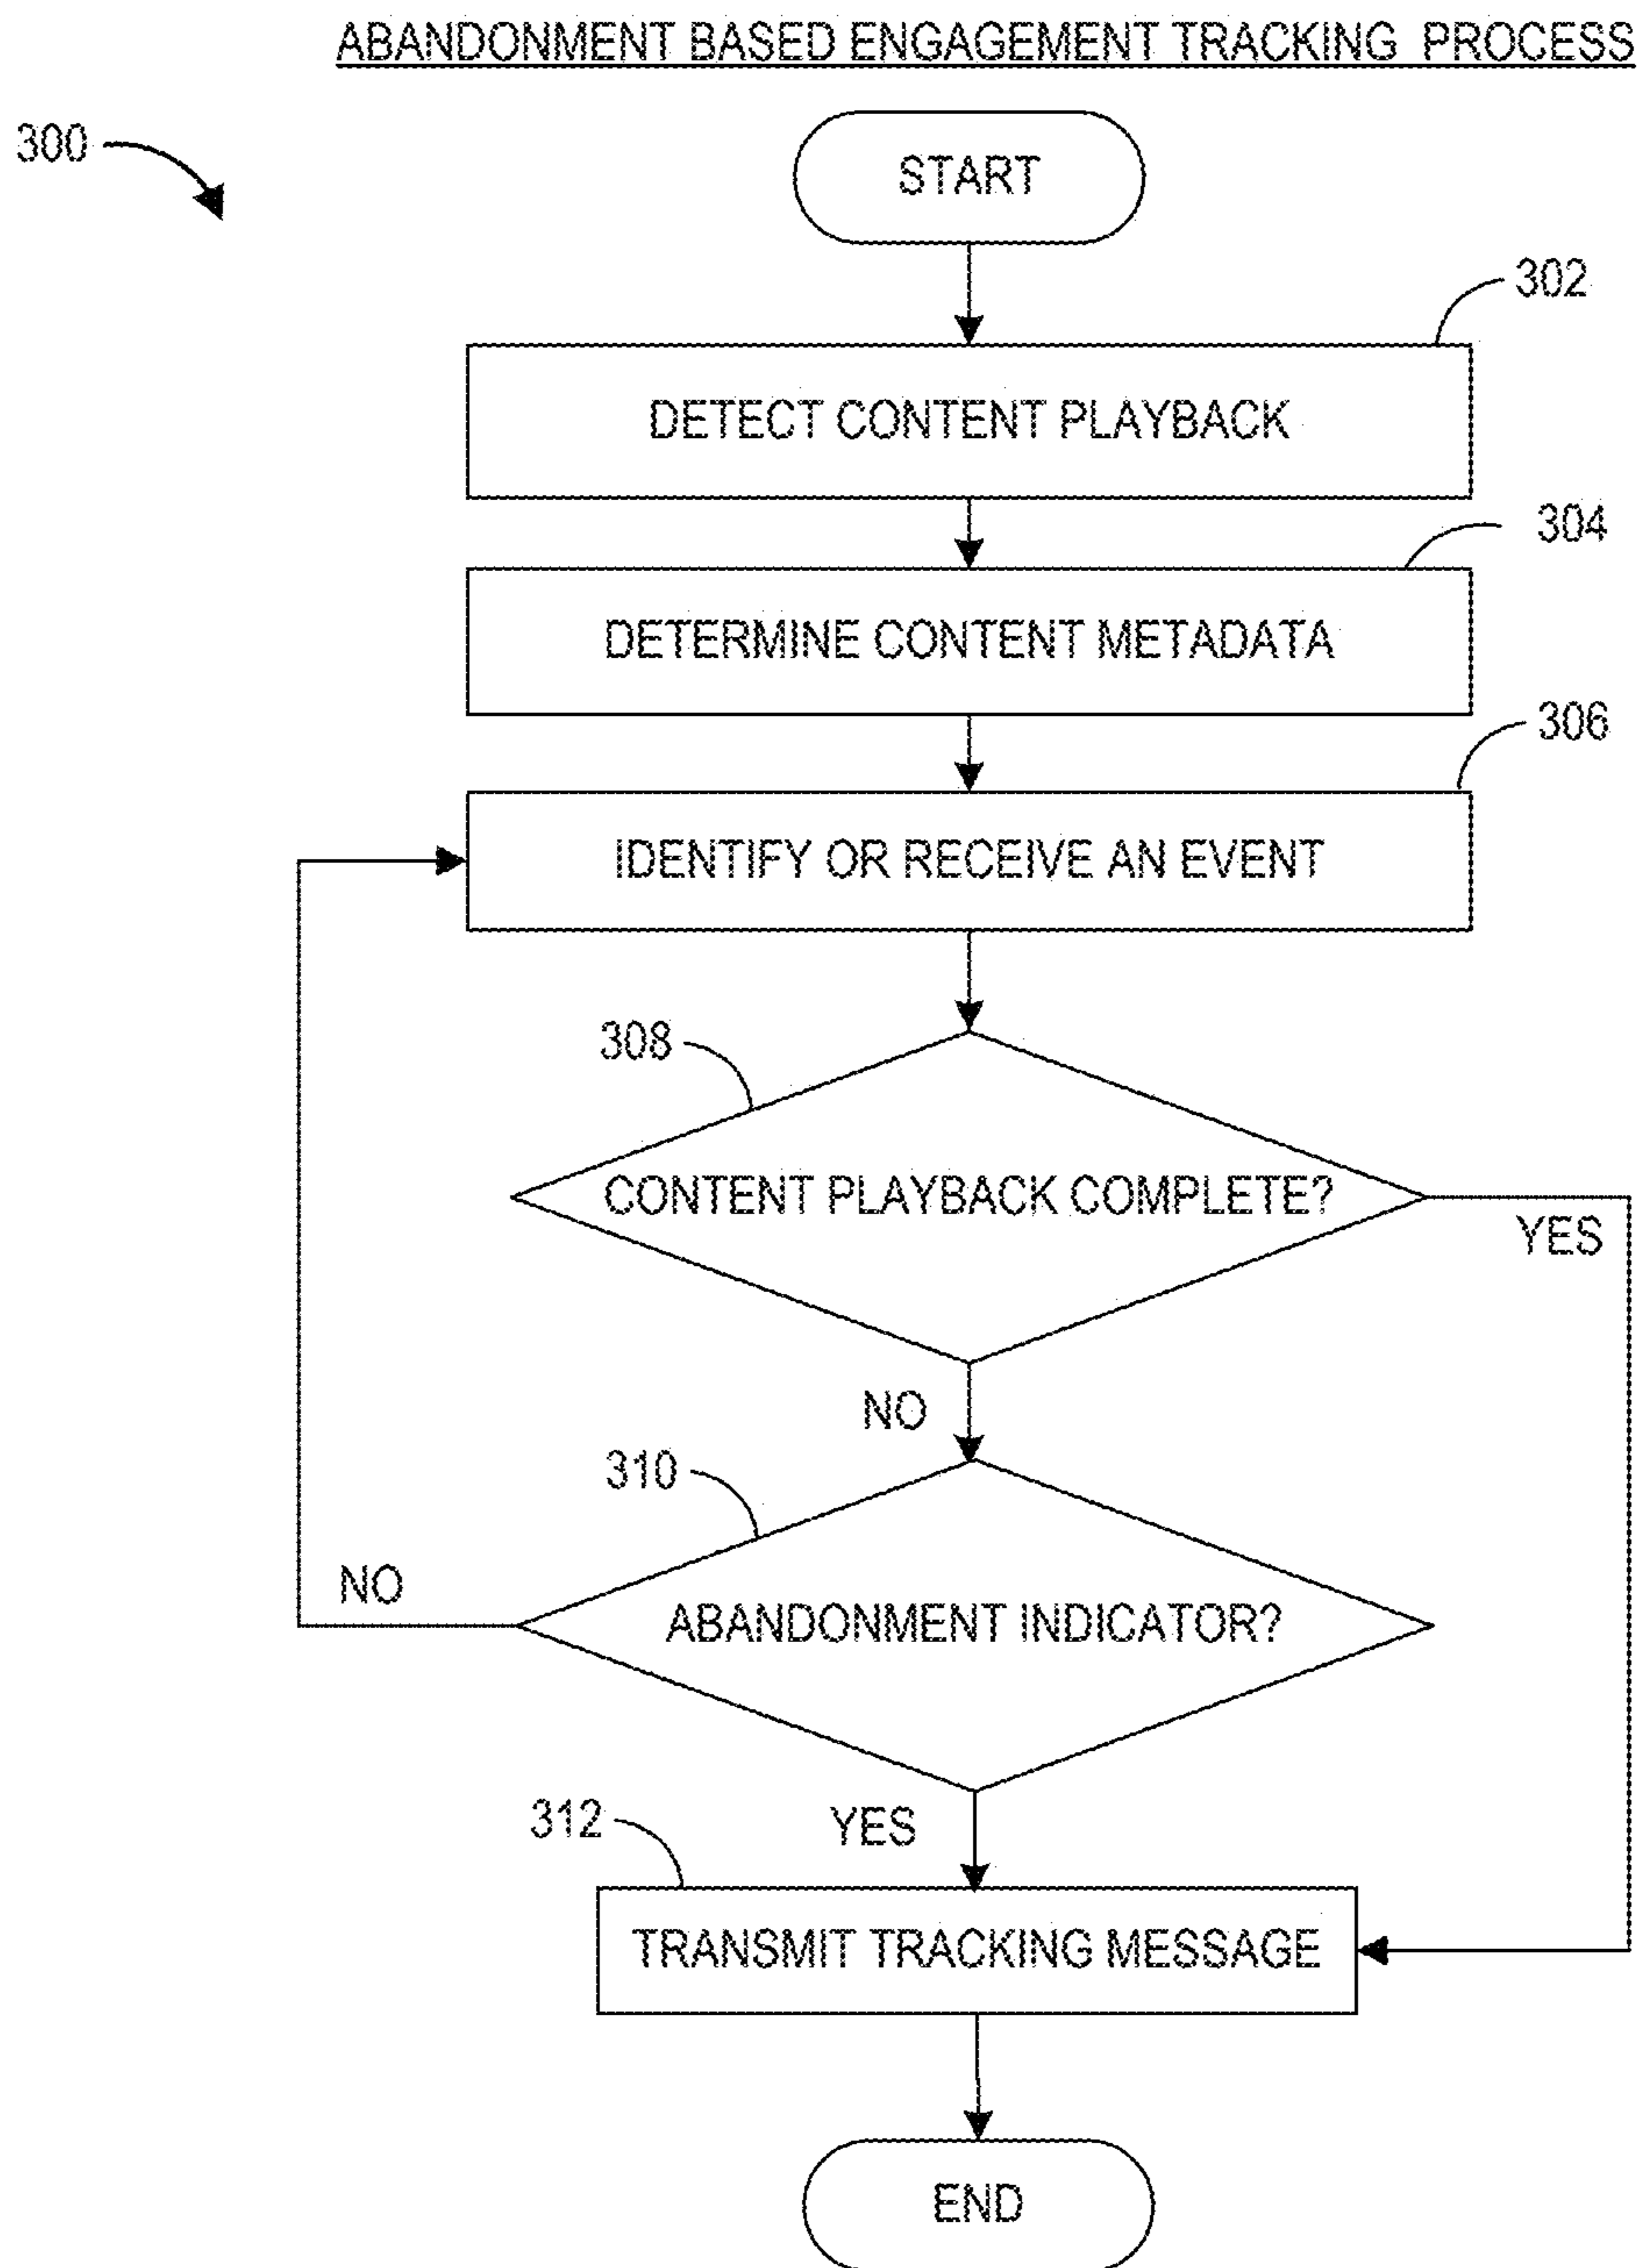 ABANDONMENT BASED ENGAGEMENT TRACKING PROCESS
300
START
302
DETECT CONTENT PLAYBACK
304
DETERMINE CONTENT METADATA
306
IDENTIFY OR RECEIVE AN EVENT
308
CONTENT PLAYBACK COMPLETE?
YES
NO
310
NO
ABANDONMENT INDICATOR?
312
YES
TRANSMIT TRACKING MESSAGE
END